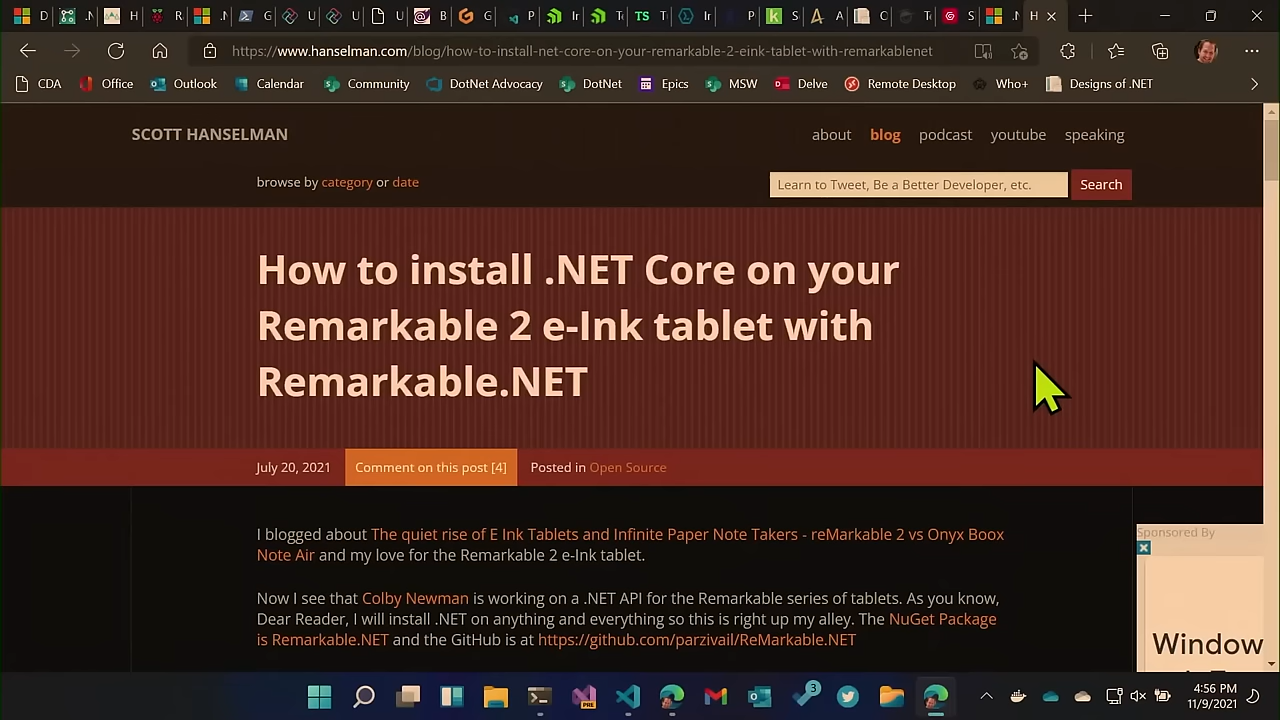 https://www.hanselman.com/blog/how-to-install-net-core-on-your-remarkable-2-eink-tablet-with-remarkablenet
CDA Office Outlook Calendar Community DotNet Advocacy DotNet Epics MSW Delve Remote Desktop Who+ Designs of .NET
SCOTT HANSELMAN
about blog podcast youtube speaking
browse by category or date
Learn to Tweet, Be a Better Developer, etc.
Search
How to install .NET Core on your
Remarkable 2 e-Ink tablet with
Remarkable.NET
July 20, 2021
Comment on this post [4]
Posted in Open Source
I blogged about The quiet rise of E Ink Tablets and Infinite Paper Note Takers - reMarkable 2 vs Onyx Boox
Note Air and my love for the Remarkable 2 e-Ink tablet.
Now I see that Colby Newman is working on a .NET API for the Remarkable series of tablets. As you know,
Dear Reader, I will install .NET on anything and everything so this is right up my alley. The NuGet Package
is Remarkable.NET and the GitHub is at https://github.com/parzivail/ReMarkable.NET
Sponsored By
Window
PRE
3
4:56 PM
11/9/2021